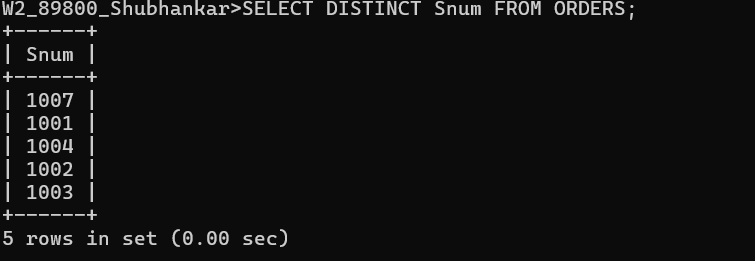 W2_89800_Shubhankar>SELECT DISTINCT Snum FROM ORDERS;
+------+
| Snum |
+------+
| 1007 |
| 1001 |
| 1004 |
| 1002 |
| 1003 |
+------+
5 rows in set (0.00 sec)